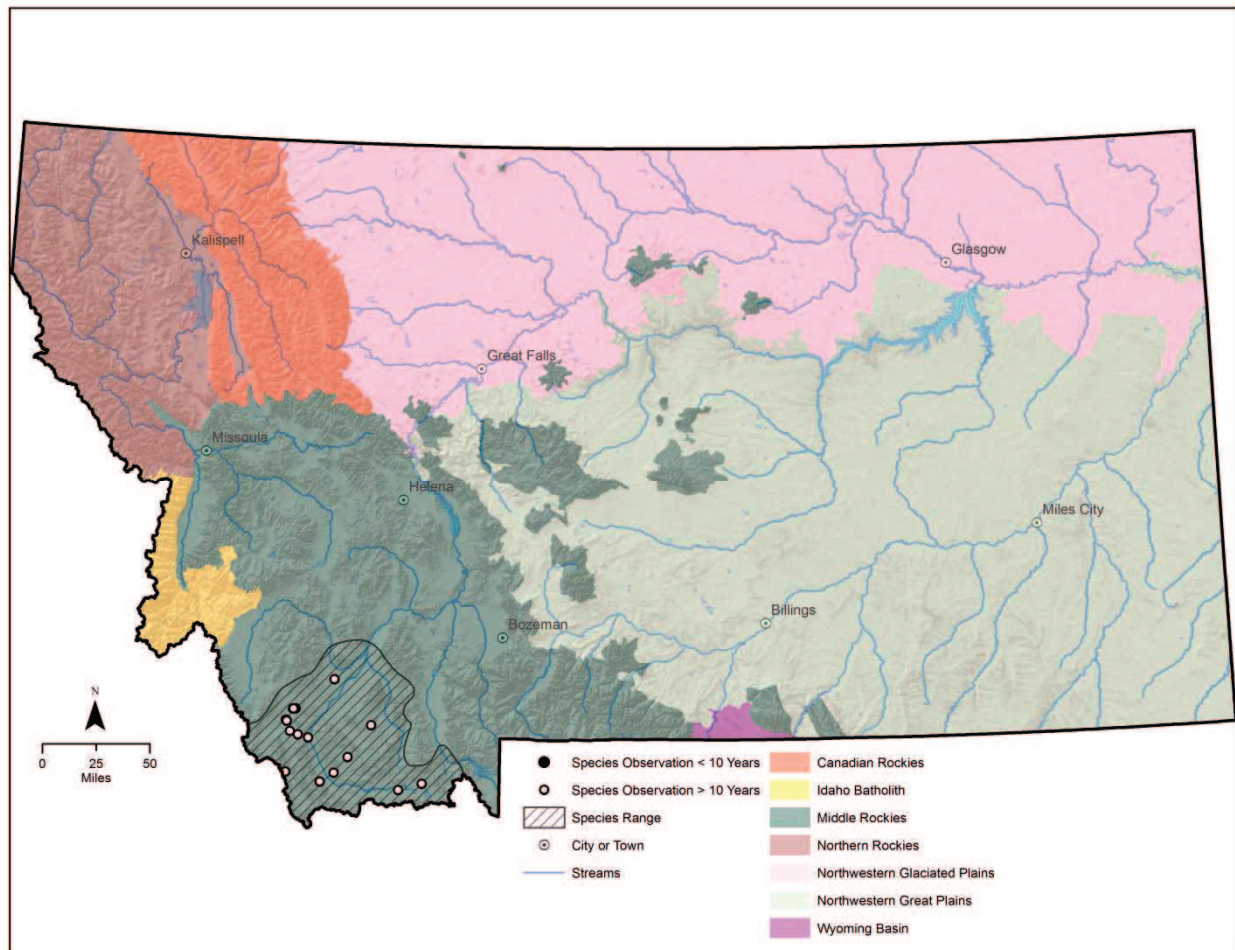 Kalispell
Glasgow
Great Falls
Missoula
Helena
Miles City
Billings
Bozeman
N
0 25 50
Miles
Species Observation < 10 Years
Species Observation > 10 Years
Species Range
City or Town
Streams
Canadian Rockies
Idaho Batholith
Middle Rockies
Northern Rockies
Northwestern Glaciated Plains
Northwestern Great Plains
Wyoming Basin